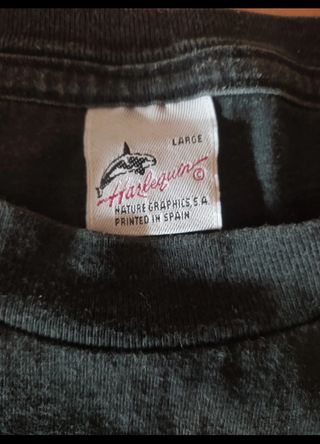 LARGE
Harlequin ©
NATURE GRAPHICS, S.A.
PRINTED IN SPAIN